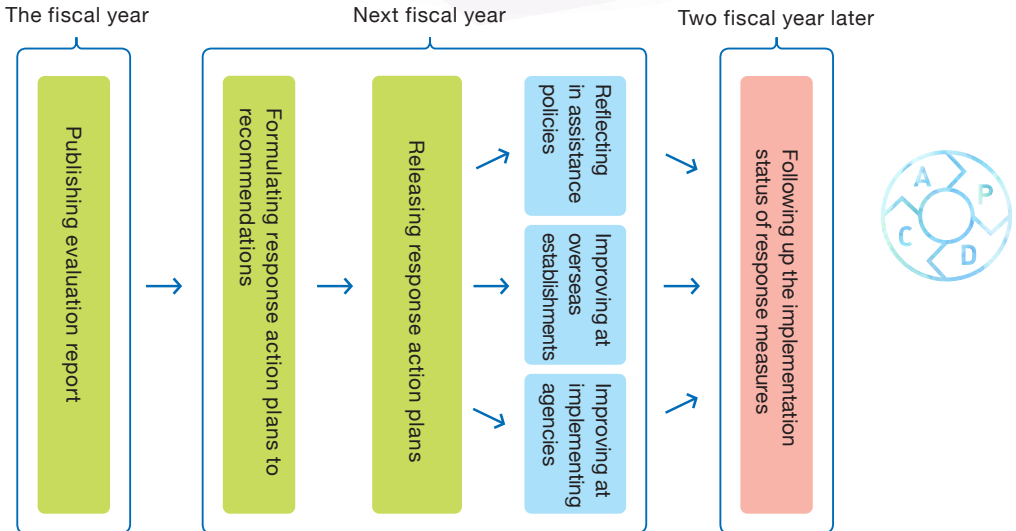 The fiscal year
Next fiscal year
Two fiscal year later
Publishing evaluation report
Formulating response action plans to
recommendations
Releasing response action plans
Reflecting
in assistance
policies
Improving at
overseas
establishments
Improving at
implementing
agencies
Following up the implementation
status of response measures
A
P
C
D